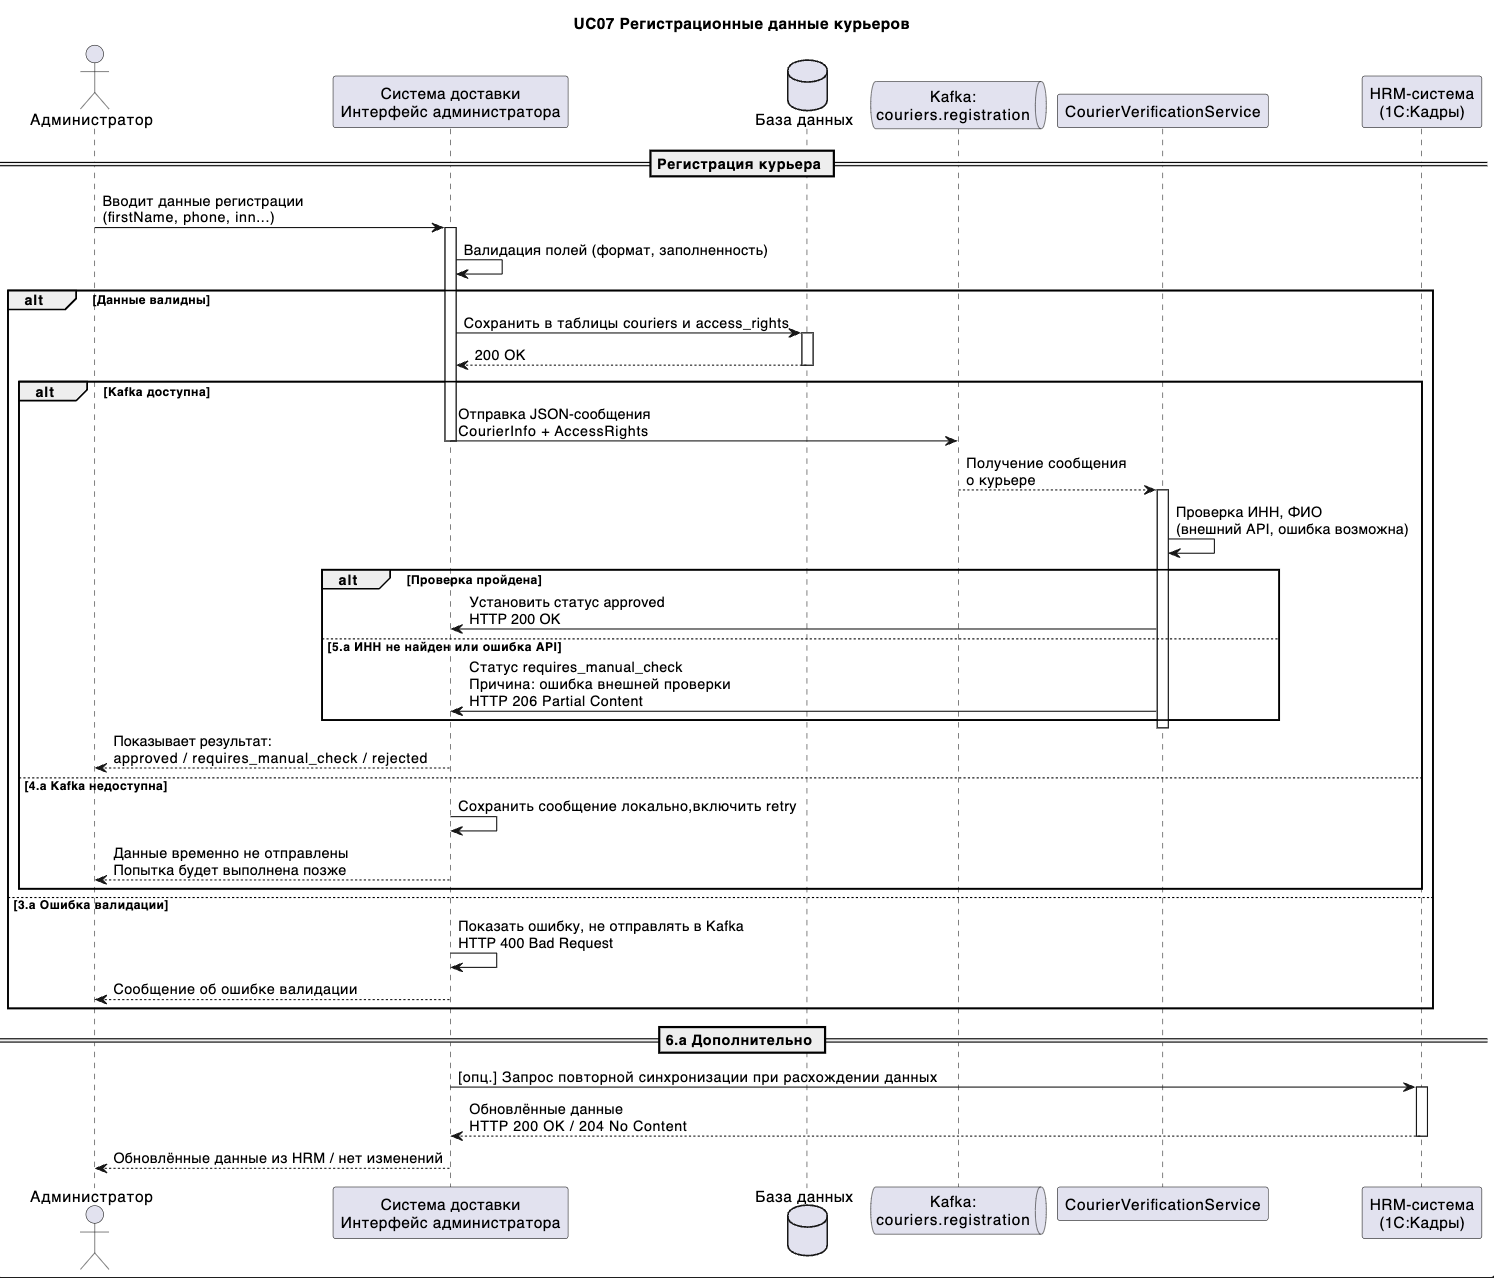 UC07 Регистрационные данные курьеров
Администратор
Система доставки
Интерфейс администратора
База данных
Kafka:
couriers.registration
CourierVerificationService
HRM-система
(1С:Кадры)
Регистрация курьера
Вводит данные регистрации
(firstName, phone, inn...)
Валидация полей (формат, заполненность)
alt
[Данные валидны]
Сохранить в таблицы couriers и access_rights
200 OK
alt
[Kafka доступна]
Отправка JSON-сообщения
CourierInfo + AccessRights
Получение сообщения
о курьере
Проверка ИНН, ФИО
(внешний API, ошибка возможна)
alt
[Проверка пройдена]
Установить статус approved
HTTP 200 OK
[5.a ИНН не найден или ошибка API]
Статус requires_manual_check
Причина: ошибка внешней проверки
HTTP 206 Partial Content
Показывает результат:
approved / requires_manual_check / rejected
[4.a Kafka недоступна]
Сохранить сообщение локально,включить retry
Данные временно не отправлены
Попытка будет выполнена позже
[3.a Ошибка валидации]
Показать ошибку, не отправлять в Kafka
HTTP 400 Bad Request
Сообщение об ошибке валидации
6.a Дополнительно
[опц.] Запрос повторной синхронизации при расхождении данных
Обновлённые данные
HTTP 200 OK / 204 No Content
Обновлённые данные из HRM / нет изменений
Администратор
Система доставки
Интерфейс администратора
База данных
Kafka:
couriers.registration
CourierVerificationService
HRM-система
(1С:Кадры)